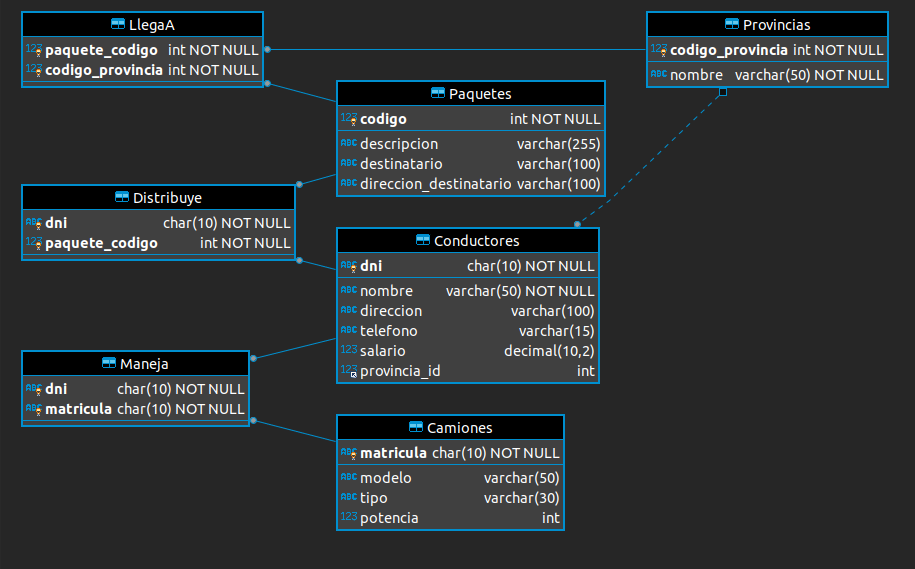 LlegaA
123 paquete_codigo int NOT NULL
123 codigo_provincia int NOT NULL
Provincias
123 codigo_provincia int NOT NULL
ABC nombre varchar(50) NOT NULL
Paquetes
123 codigo int NOT NULL
ABC descripcion varchar(255)
ABC destinatario varchar(100)
ABC direccion_destinatario varchar(100)
Distribuye
ABC dni char(10) NOT NULL
123 paquete_codigo int NOT NULL
Conductores
ABC dni char(10) NOT NULL
ABC nombre varchar(50) NOT NULL
ABC direccion varchar(100)
ABC telefono varchar(15)
123 salario decimal(10,2)
123 provincia_id int
Maneja
ABC dni char(10) NOT NULL
ABC matricula char(10) NOT NULL
Camiones
ABC matricula char(10) NOT NULL
ABC modelo varchar(50)
ABC tipo varchar(30)
123 potencia int